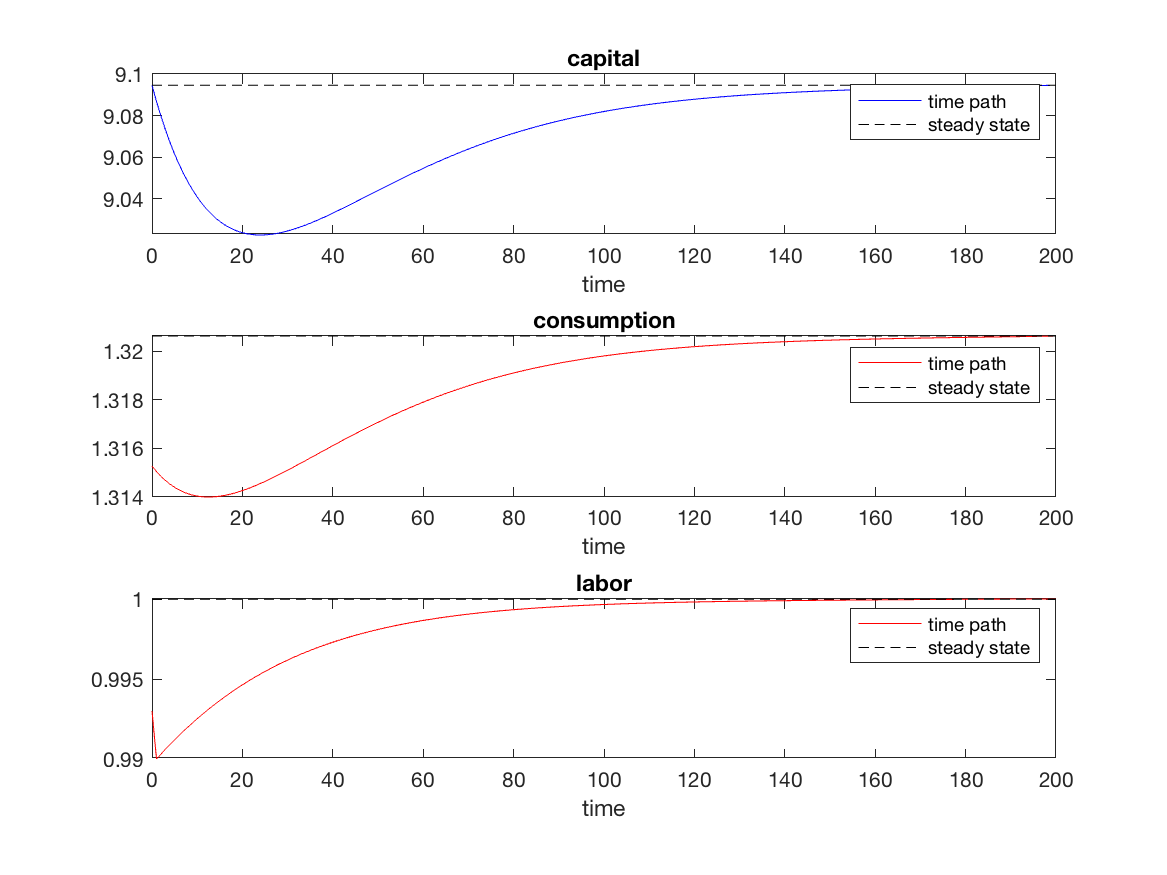 capital
9.1
9.08
9.06
9.04
time path
steady state
0 20 40 60 80 100 120 140 160 180 200
time
consumption
1.32
1.318
1.316
1.314
time path
steady state
0 20 40 60 80 100 120 140 160 180 200
time
labor
1
0.995
0.99
time path
steady state
0 20 40 60 80 100 120 140 160 180 200
time